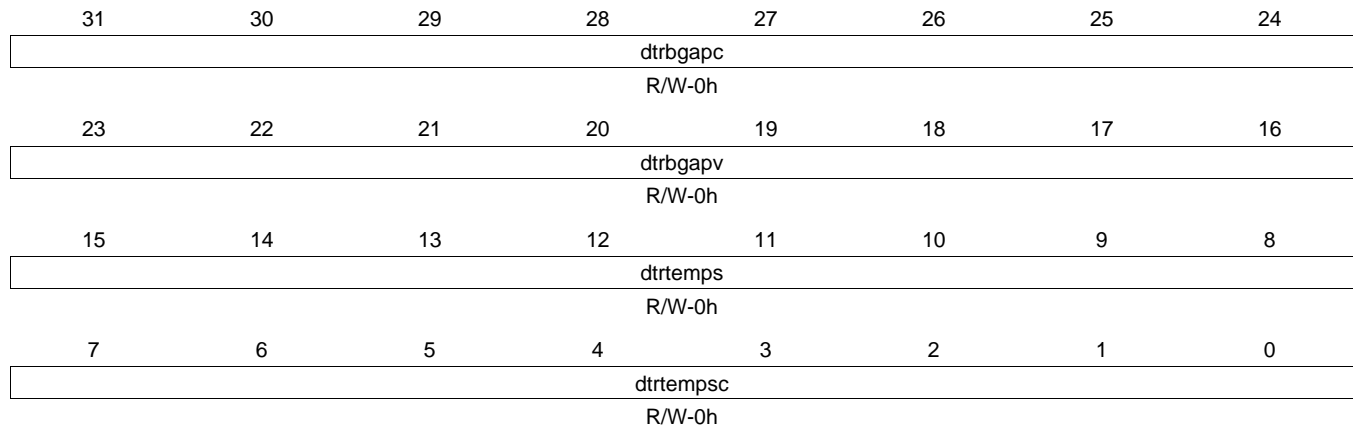 31 30 29 28 27 26 25 24
dtrbgapc
R/W-0h
23 22 21 20 19 18 17 16
dtrbgapv
R/W-0h
15 14 13 12 11 10 9 8
dtrtemps
R/W-0h
7 6 5 4 3 2 1 0
dtrtempsc
R/W-0h